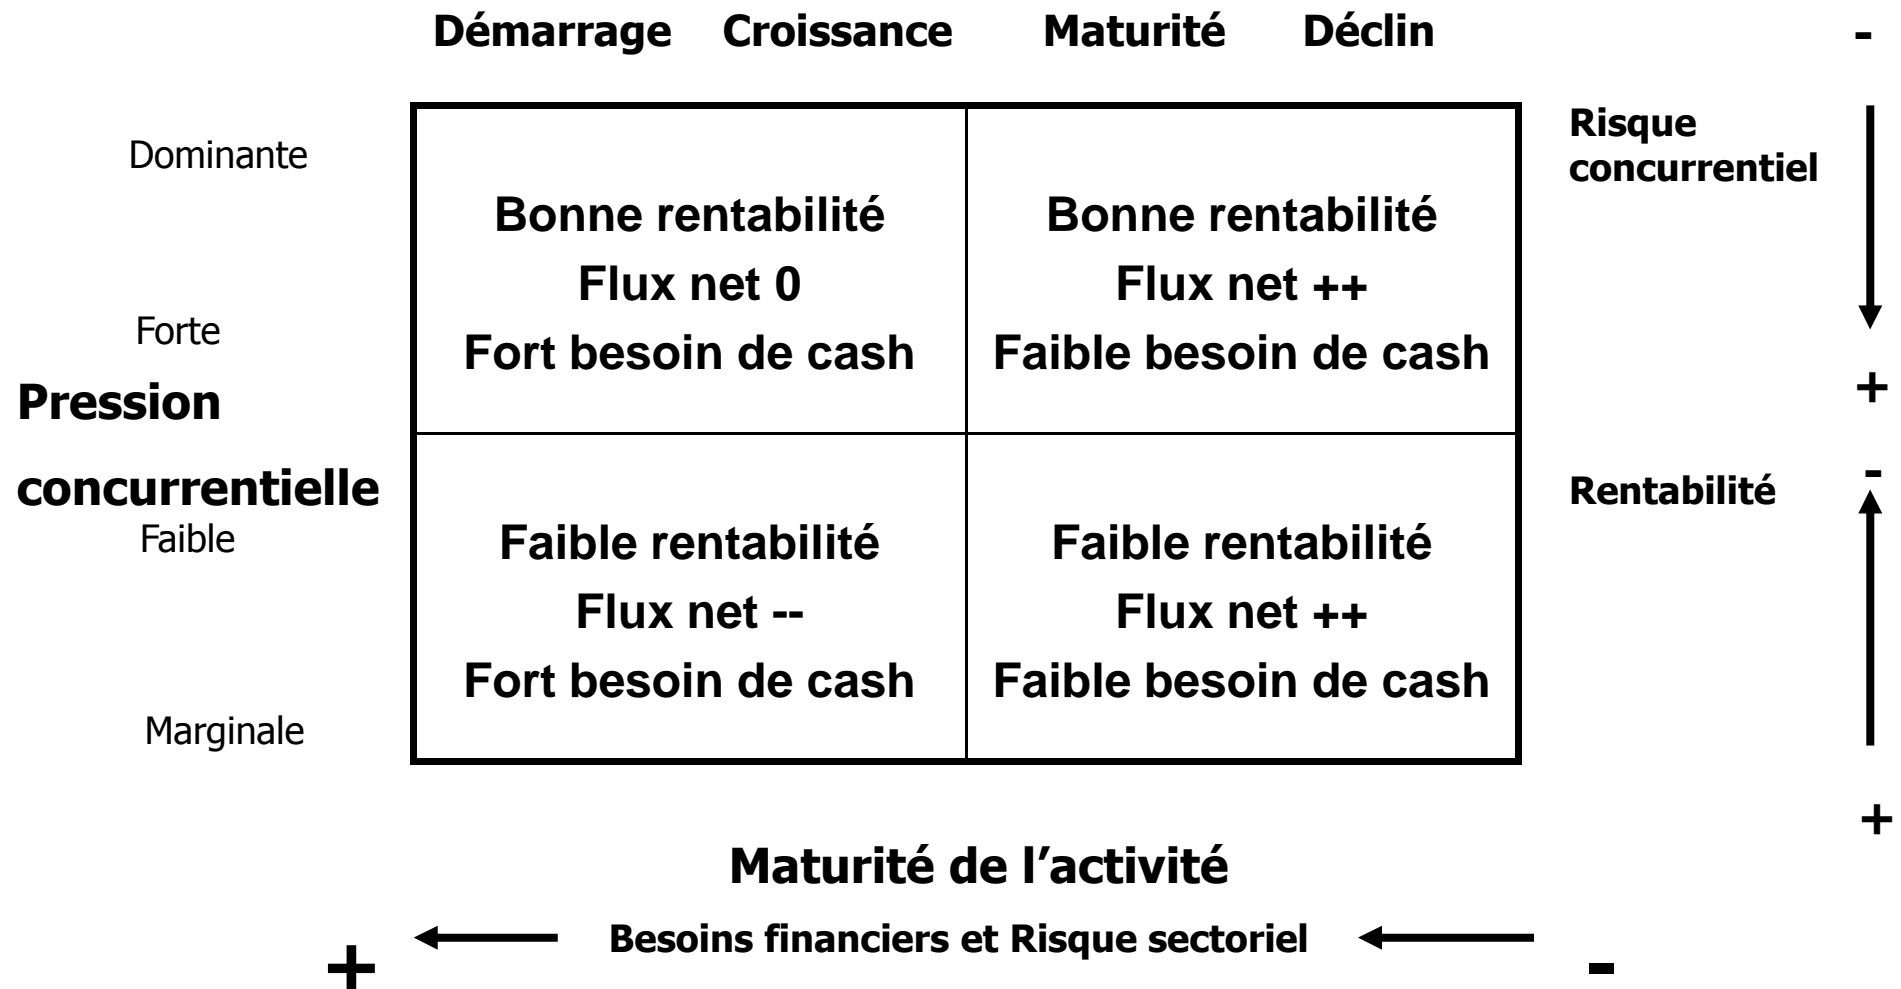 Démarrage Croissance Maturité Déclin -
Dominante
Risque
concurrentiel
Bonne rentabilité
Flux net 0
Fort besoin de cash
Bonne rentabilité
Flux net ++
Faible besoin de cash
Forte
+
Pression
concurrentielle
Faible
-
Rentabilité
Faible rentabilité
Flux net --
Fort besoin de cash
Faible rentabilité
Flux net ++
Faible besoin de cash
Marginale
+
Maturité de l’activité
+ Besoins financiers et Risque sectoriel -